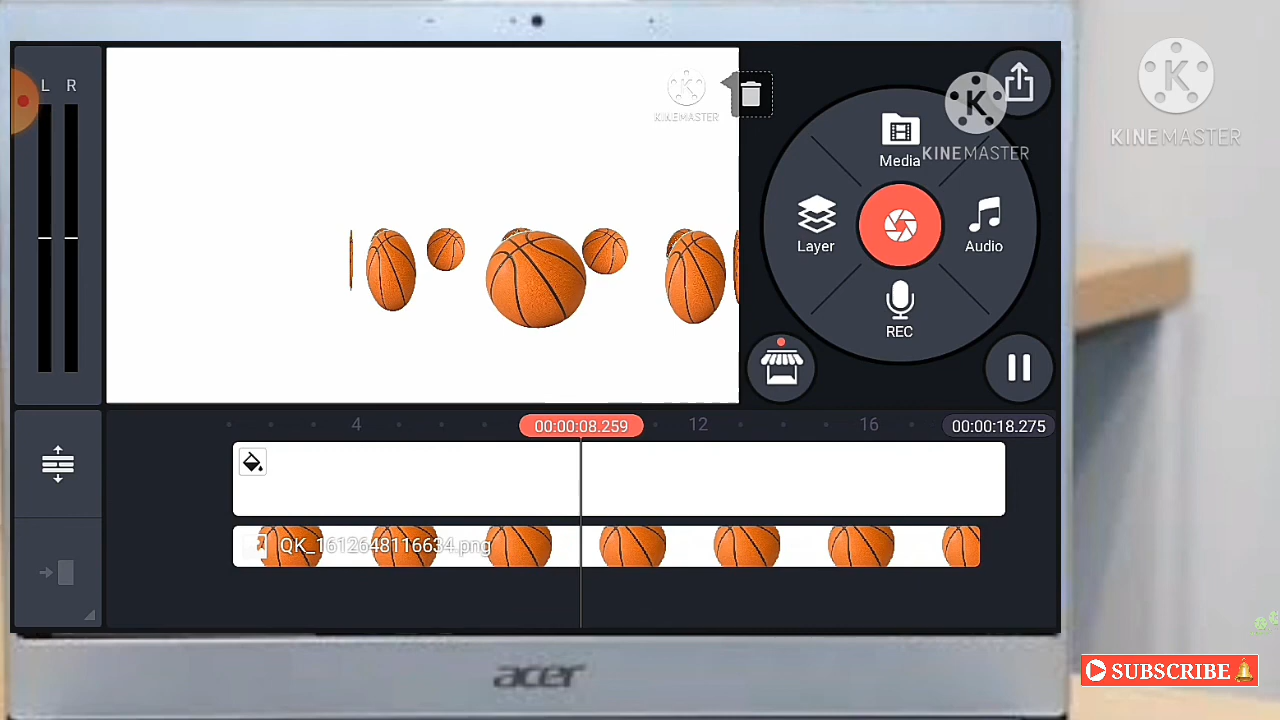 L R
KINEMASTER
Media
KINEMASTER
KINEMASTER
Layer
Audio
REC
4
00:00:08.259
12
16
00:00:18.275
QK_1612648116634.png
acer
SUBSCRIBE